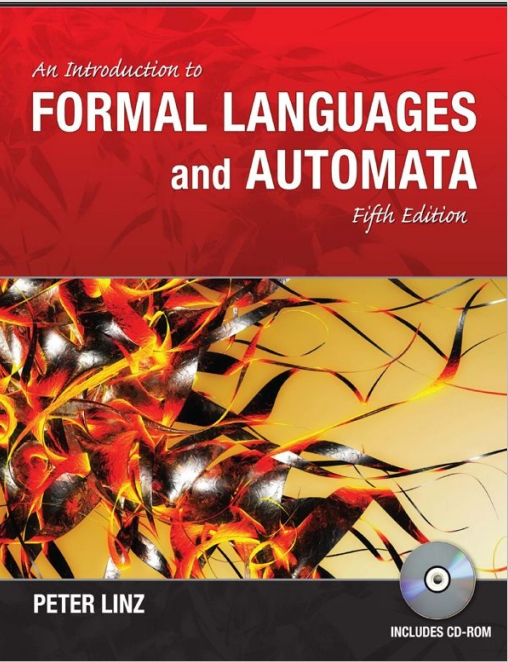 An Introduction to
FORMAL LANGUAGES
and AUTOMATA
Fifth Edition
PETER LINZ
INCLUDES CD-ROM